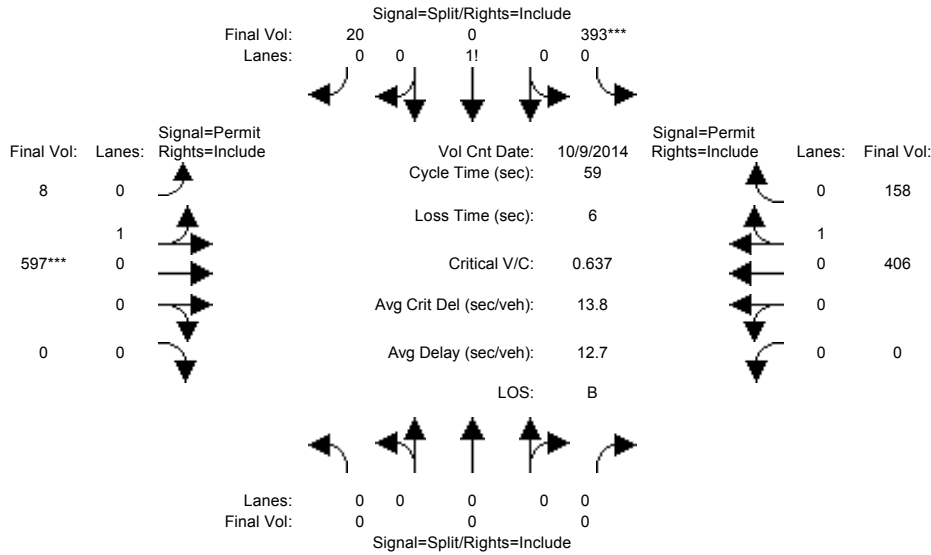 Signal=Split/Rights=Include
Final Vol: 20 0 393***
Lanes: 0 0 1! 0 0
Signal=Permit Signal=Permit
Final Vol: Lanes: Rights=Include Vol Cnt Date: 10/9/2014 Rights=Include Lanes: Final Vol:
Cycle Time (sec): 59
8 0 0 158
Loss Time (sec): 6
1 1
597*** 0 Critical V/C: 0.637 0 406
0 Avg Crit Del (sec/veh): 13.8 0
0 0 Avg Delay (sec/veh): 12.7 0 0
LOS: B
Lanes: 0 0 0 0 0
Final Vol: 0 0 0
Signal=Split/Rights=Include